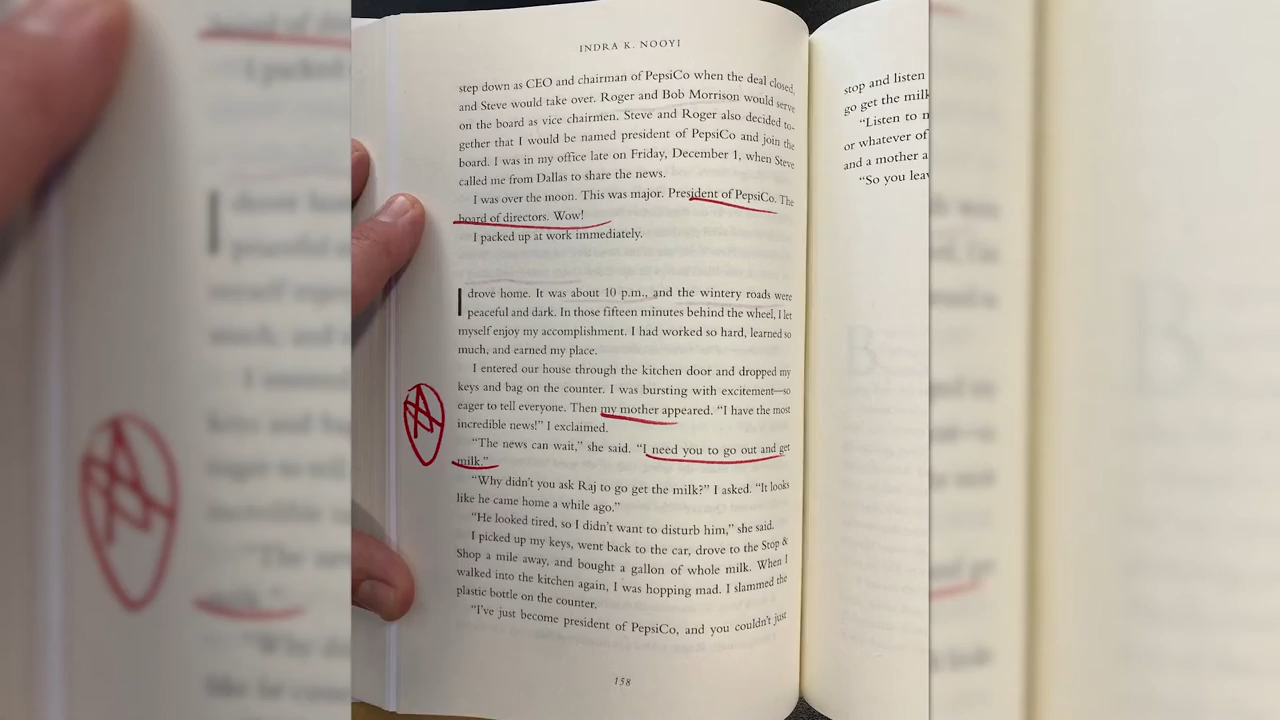 INDRA K. NOOYI
step down as CEO and chairman of PepsiCo when the deal closed,
and Steve would take over. Roger and Bob Morrison would serve
on the board as vice chairmen. Steve and Roger also decided to-
gether that I would be named president of PepsiCo and join the
board. I was in my office late on Friday, December 1, when Steve
called me from Dallas to share the news.
I was over the moon. This was major. President of PepsiCo. The
board of directors. Wow!
I packed up at work immediately.
I drove home. It was about 10 p.m., and the wintery roads were
peaceful and dark. In those fifteen minutes behind the wheel, I let
myself enjoy my accomplishment. I had worked so hard, learned so
much, and earned my place.
I entered our house through the kitchen door and dropped my
keys and bag on the counter. I was bursting with excitement—so
eager to tell everyone. Then my mother appeared. “I have the most
incredible news!” I exclaimed.
“The news can wait,” she said. “I need you to go out and get
milk.”
“Why didn’t you ask Raj to go get the milk?” I asked. “It looks
like he came home a while ago.”
“He looked tired, so I didn’t want to disturb him,” she said.
I picked up my keys, went back to the car, drove to the Stop &
Shop a mile away, and bought a gallon of whole milk. When I
walked into the kitchen again, I was hopping mad. I slammed the
plastic bottle on the counter.
“I’ve just become president of PepsiCo, and you couldn’t just
158
stop and listen
go get the milk
“Listen to
or whatever of
and a mother a
“So you